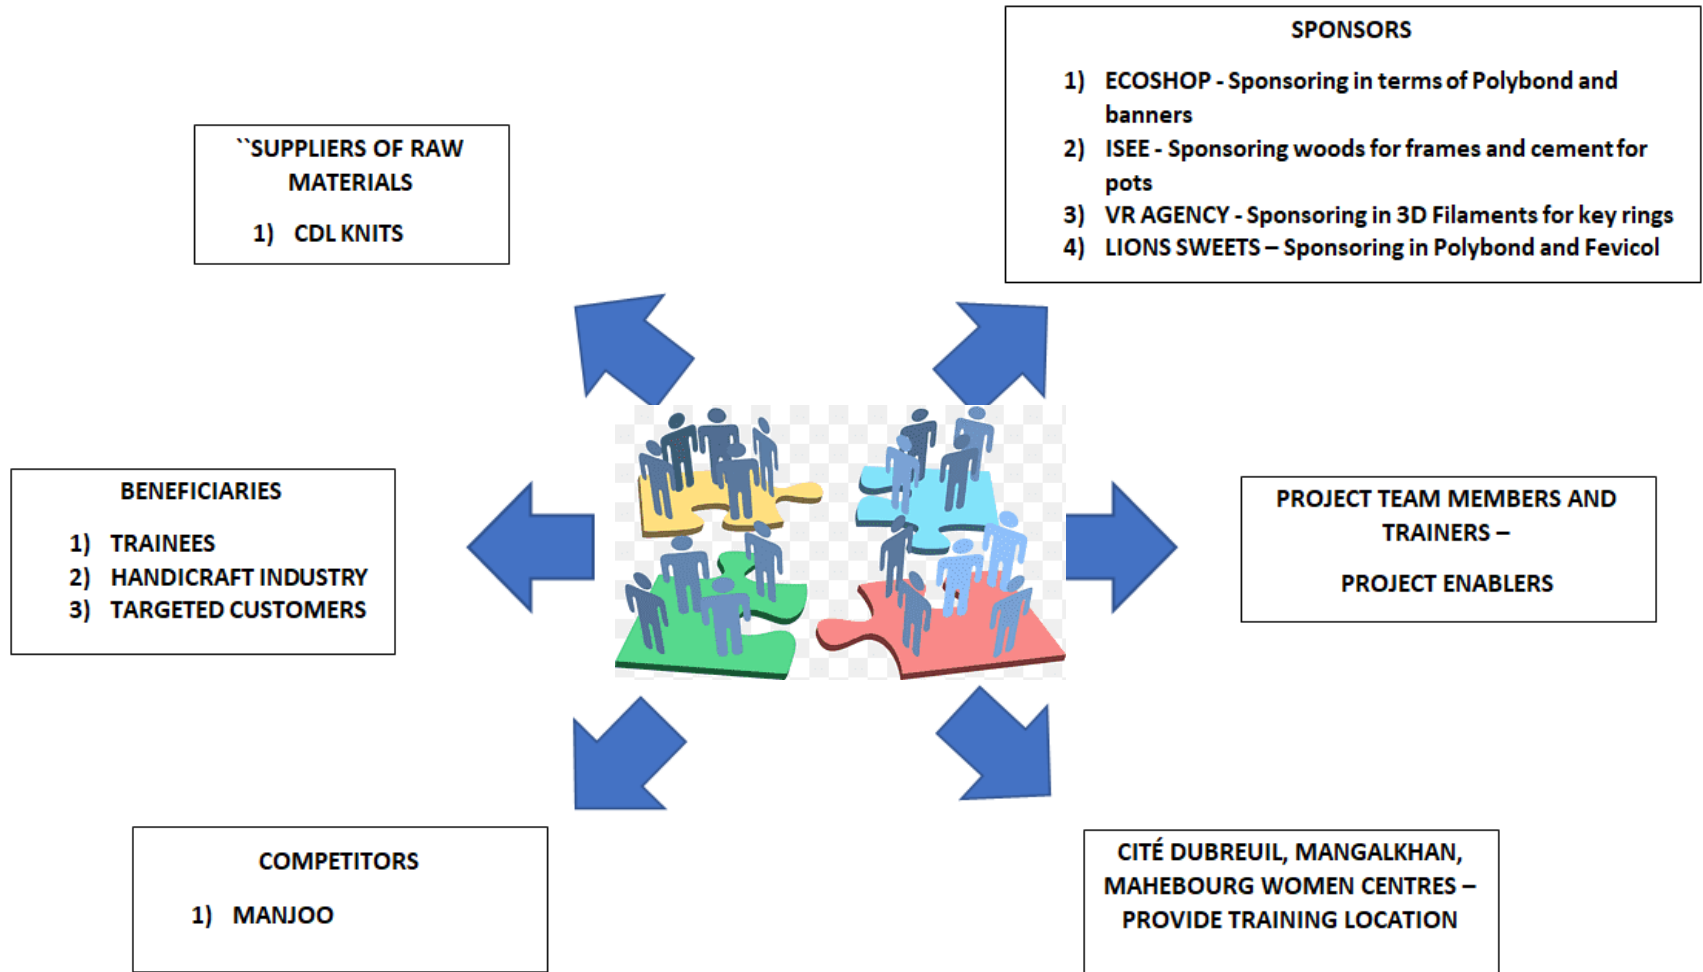 SPONSORS
1) ECOSHOP - Sponsoring in terms of Polybond and
banners
2) ISEE - Sponsoring woods for frames and cement for
pots
3) VR AGENCY - Sponsoring in 3D Filaments for key rings
4) LIONS SWEETS – Sponsoring in Polybond and Fevicol
``SUPPLIERS OF RAW
MATERIALS
1) CDL KNITS
BENEFICIARIES
1) TRAINEES
2) HANDICRAFT INDUSTRY
3) TARGETED CUSTOMERS
PROJECT TEAM MEMBERS AND
TRAINERS –
PROJECT ENABLERS
COMPETITORS
1) MANJOO
CITÉ DUBREUIL, MANGALKHAN,
MAHEBOURG WOMEN CENTRES –
PROVIDE TRAINING LOCATION